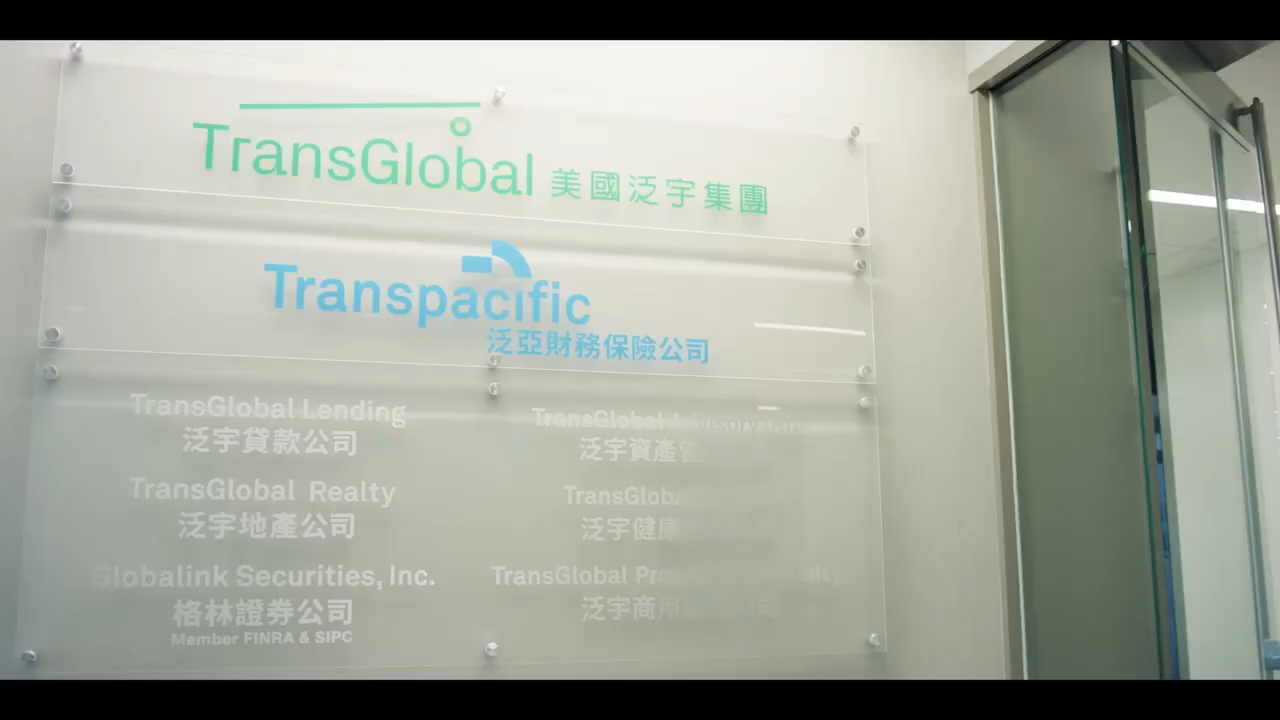 TransGlobal 美國泛宇集團
Transpacific
泛亞財務保險公司
TransGlobal Lending
泛宇貸款公司
TransGlobal Realty
泛宇地產公司
Globalink Securities, Inc.
格林證券公司
Member FINRA & SIPC
TransGlobal
泛宇資產
泛宇健康
TransGlobal
泛宇商用